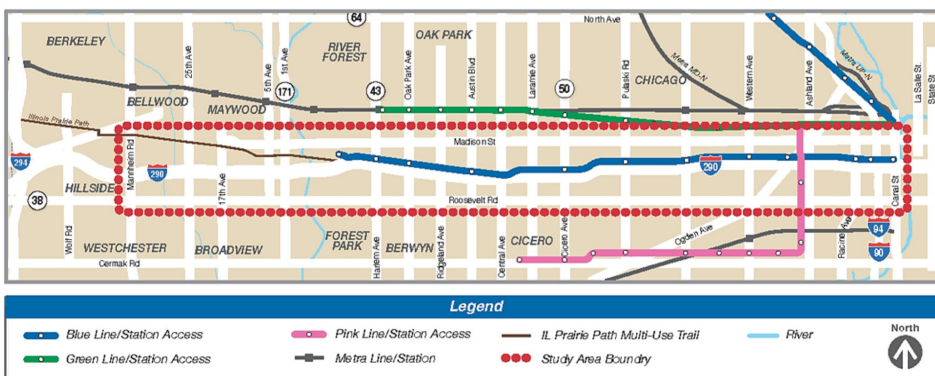 64
North Ave
BERKELEY
25th Ave
5th Ave
1st Ave
RIVER
FOREST
OAK PARK
Oak Park Ave
Austin Blvd
Laramie Ave
Metra MD-N
Pulaski Rd
CHICAGO
Western Ave
Ashland Ave
Metra UP-N
La Salle St.
State St.
171
43
50
BELLWOOD
MAYWOOD
Illinois Prairie Path
Madison St
294
Mannheim Rd
290
290
HILLSIDE
38
17th Ave
Roosevelt Rd
Canal St
Wolf Rd
WESTCHESTER
BROADVIEW
FOREST
PARK
Harlem Ave
BERWYN
Ridgeland Ave
Central Ave
CICERO
Cicero Ave
Ogden Ave
Racine Ave
94
90
Cermak Rd
Legend
Blue Line/Station Access
Pink Line/Station Access
IL Prairie Path Multi-Use Trail
River
North
Green Line/Station Access
Metra Line/Station
Study Area Boundry